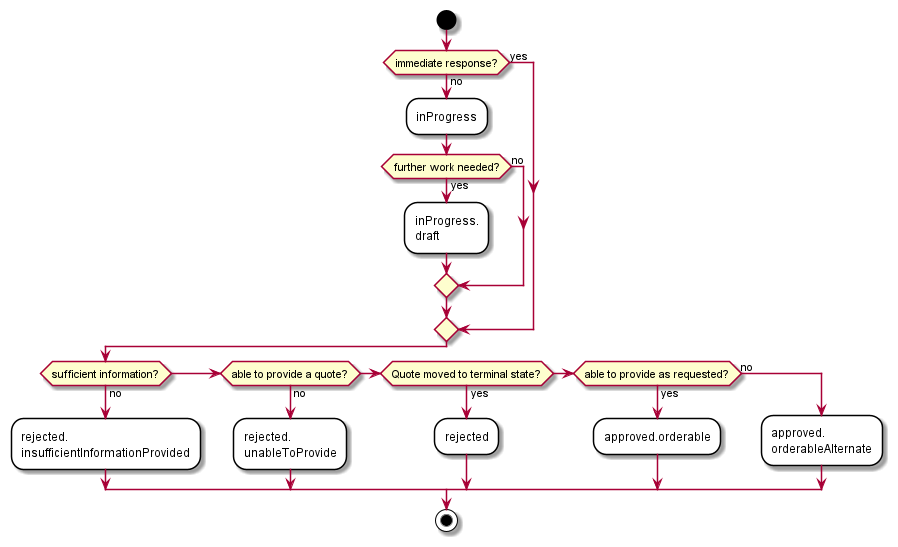 immediate response?
yes
no
inProgress
further work needed?
no
yes
inProgress.
draft
sufficient information?
able to provide a quote?
Quote moved to terminal state?
able to provide as requested?
no
no
no
yes
yes
rejected.
insufficientInformationProvided
rejected.
unableToProvide
rejected
approved.orderable
approved.
orderableAlternate